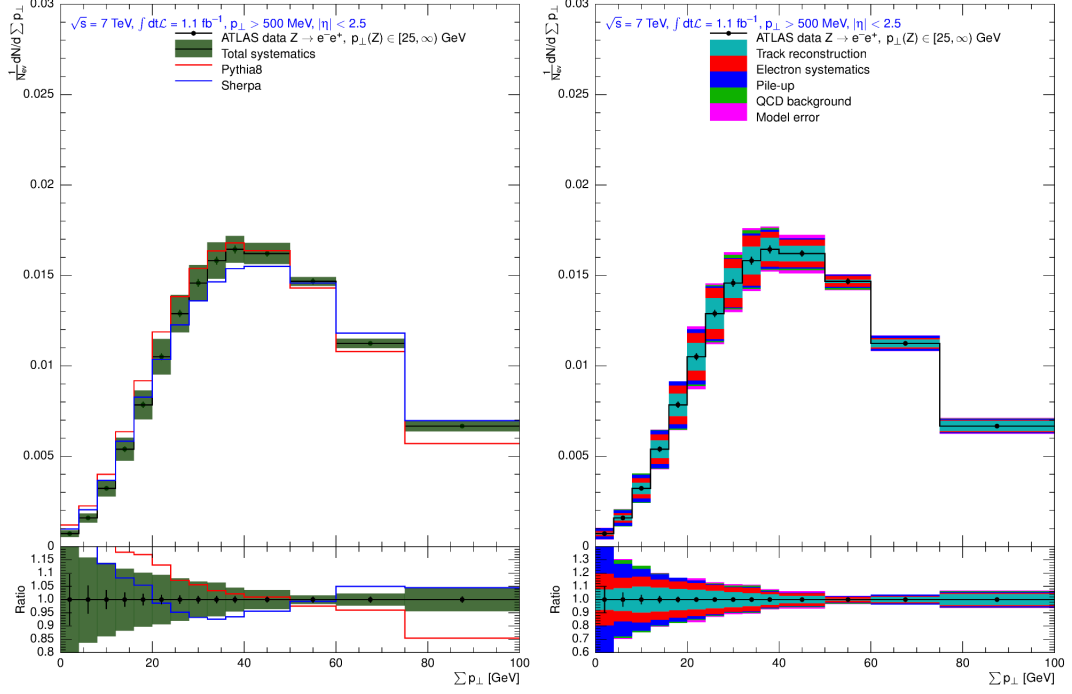 √s = 7 TeV, ∫ dtℒ = 1.1 fb⁻¹, p⊥ > 500 MeV, |η| < 2.5
ATLAS data Z → e⁻e⁺, p⊥(Z) ∈ [25, ∞) GeV
Total systematics
Pythia8
Sherpa
1/N_ev dN/d ∑ p⊥
0.03
0.025
0.02
0.015
0.01
0.005
0
Ratio
1.15
1.1
1.05
1.0
0.95
0.9
0.85
0 20 40 60 80 100
∑ p⊥ [GeV]
√s = 7 TeV, ∫ dtℒ = 1.1 fb⁻¹, p⊥ > 500 MeV, |η| < 2.5
ATLAS data Z → e⁻e⁺, p⊥(Z) ∈ [25, ∞) GeV
Track reconstruction
Electron systematics
Pile-up
QCD background
Model error
1/N_ev dN/d ∑ p⊥
0.03
0.025
0.02
0.015
0.01
0.005
0
Ratio
1.3
1.2
1.1
1.0
0.9
0.8
0.7
0.6
0 20 40 60 80 100
∑ p⊥ [GeV]